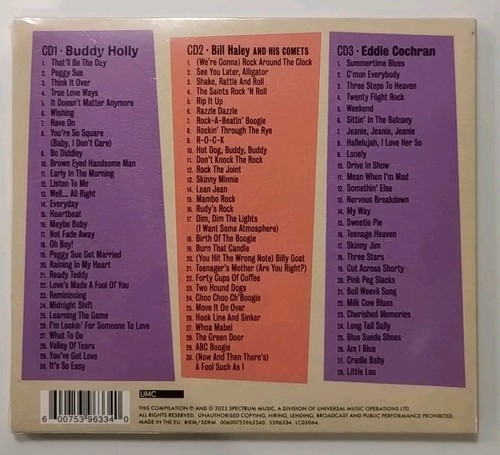 CD1 • Buddy Holly
1. That'll Be The Day
2. Peggy Sue
3. Think It Over
4. True Love Ways
5. It Doesn't Matter Anymore
6. Wishing
7. Rave On
8. You're So Square
(Baby, I Don't Care)
9. Bo Diddley
10. Brown Eyed Handsome Man
11. Early In The Morning
12. Listen To Me
13. Well... All Right
14. Everyday
15. Heartbeat
16. Maybe Baby
17. Not Fade Away
18. Oh Boy!
19. Peggy Sue Got Married
20. Raining In My Heart
21. Ready Teddy
22. Love's Made A Fool Of You
23. Reminiscing
24. Midnight Shift
25. Learning The Game
26. I'm Lookin' For Someone To Love
27. What To Do
28. Valley Of Tears
29. You've Got Love
30. It's So Easy
CD2 • Bill Haley AND HIS COMETS
1. (We're Gonna) Rock Around The Clock
2. See You Later, Alligator
3. Shake, Rattle And Roll
4. The Saints Rock 'N Roll
5. Rip It Up
6. Razzle Dazzle
7. Rock-A-Beatin' Boogie
8. Rockin' Through The Rye
9. R-O-C-K
10. Hot Dog, Buddy, Buddy
11. Don't Knock The Rock
12. Rock The Joint
13. Skinny Minnie
14. Lean Jean
15. Mambo Rock
16. Rudy's Rock
17. Dim, Dim The Lights
(I Want Some Atmosphere)
18. Birth Of The Boogie
19. Burn That Candle
20. (You Hit The Wrong Note) Billy Goat
21. Teenager's Mother (Are You Right?)
22. Forty Cups Of Coffee
23. Two Hound Dogs
24. Choo Choo Ch'Boogie
25. Move It On Over
26. Hook Line And Sinker
27. Whoa Mabel
28. The Green Door
29. ABC Boogie
30. (Now And Then There's)
A Fool Such As I
CD3 • Eddie Cochran
1. Summertime Blues
2. C'mon Everybody
3. Three Steps To Heaven
4. Twenty Flight Rock
5. Weekend
6. Sittin' In The Balcony
7. Jeanie, Jeanie, Jeanie
8. Hallelujah, I Love Her So
9. Lonely
10. Drive In Show
11. Mean When I'm Mad
12. Somethin' Else
13. Nervous Breakdown
14. My Way
15. Sweetie Pie
16. Teenage Heaven
17. Skinny Jim
18. Three Stars
19. Cut Across Shorty
20. Pink Peg Slacks
21. Boll Weevil Song
22. Milk Cow Blues
23. Cherished Memories
24. Long Tall Sally
25. Blue Suede Shoes
26. Am I Blue
27. Cradle Baby
28. Little Lou
UMC
6 00753 96334 0
THIS COMPILATION ℗ AND © 2022 SPECTRUM MUSIC, A DIVISION OF UNIVERSAL MUSIC OPERATIONS LTD.
ALL RIGHTS RESERVED. UNAUTHORISED COPYING, HIRING, LENDING, BROADCAST AND PUBLIC PERFORMANCE PROHIBITED.
MADE IN THE EU. BIEM/SDRM. 00600753963340. 5396334. LC05064.